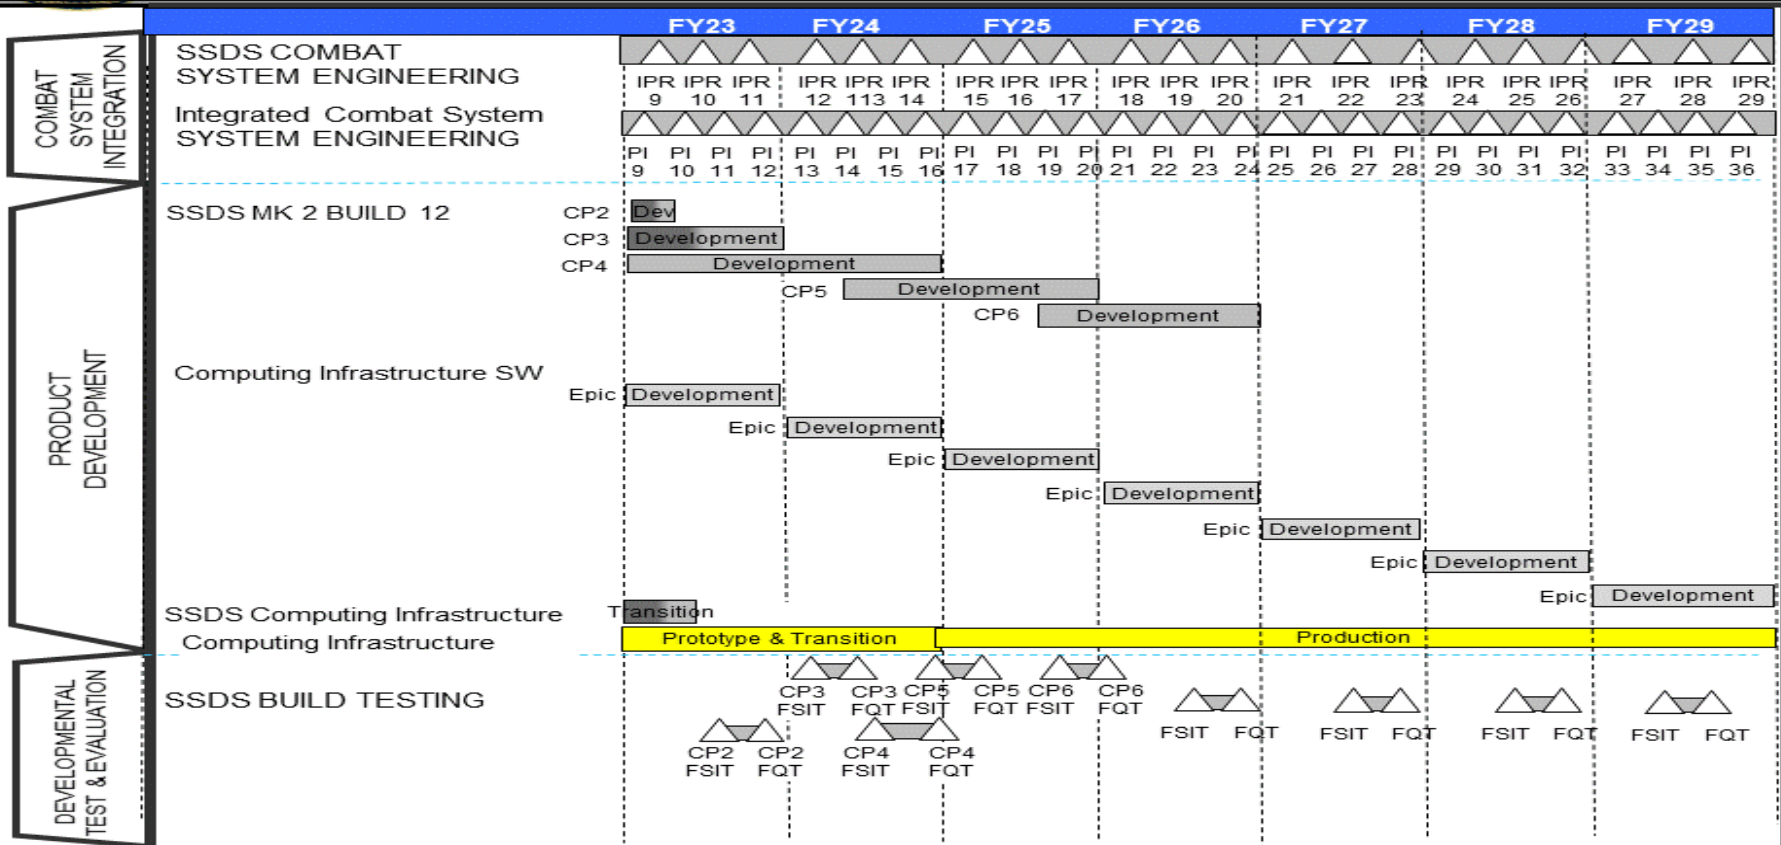 FY23 FY24 FY25 FY26 FY27 FY28 FY29
COMBAT
SYSTEM
INTEGRATION
SSDS COMBAT
SYSTEM ENGINEERING
IPR IPR IPR IPR IPR IPR IPR IPR IPR IPR IPR IPR IPR IPR IPR IPR IPR IPR IPR IPR IPR
9 10 11 12 113 14 15 16 17 18 19 20 21 22 23 24 25 26 27 28 29
Integrated Combat System
SYSTEM ENGINEERING
PI PI PI PI PI PI PI PI PI PI PI PI PI PI PI PI PI PI PI PI PI PI PI PI PI PI PI PI
9 10 11 12 13 14 15 16 17 18 19 20 21 22 23 24 25 26 27 28 29 30 31 32 33 34 35 36
PRODUCT
DEVELOPMENT
SSDS MK 2 BUILD 12
CP2 Dev
CP3 Development
CP4 Development
CP5 Development
CP6 Development
Computing Infrastructure SW
Epic Development
Epic Development
Epic Development
Epic Development
Epic Development
Epic Development
Epic Development
SSDS Computing Infrastructure Transition
Computing Infrastructure Prototype & Transition Production
DEVELOPMENTAL
TEST & EVALUATION
SSDS BUILD TESTING
CP3 CP3 CP5 CP5 CP6 CP6
FSIT FQT FSIT FQT FSIT FQT
FSIT FQT FSIT FQT FSIT FQT FSIT FQT
CP2 CP2 CP4 CP4
FSIT FQT FSIT FQT